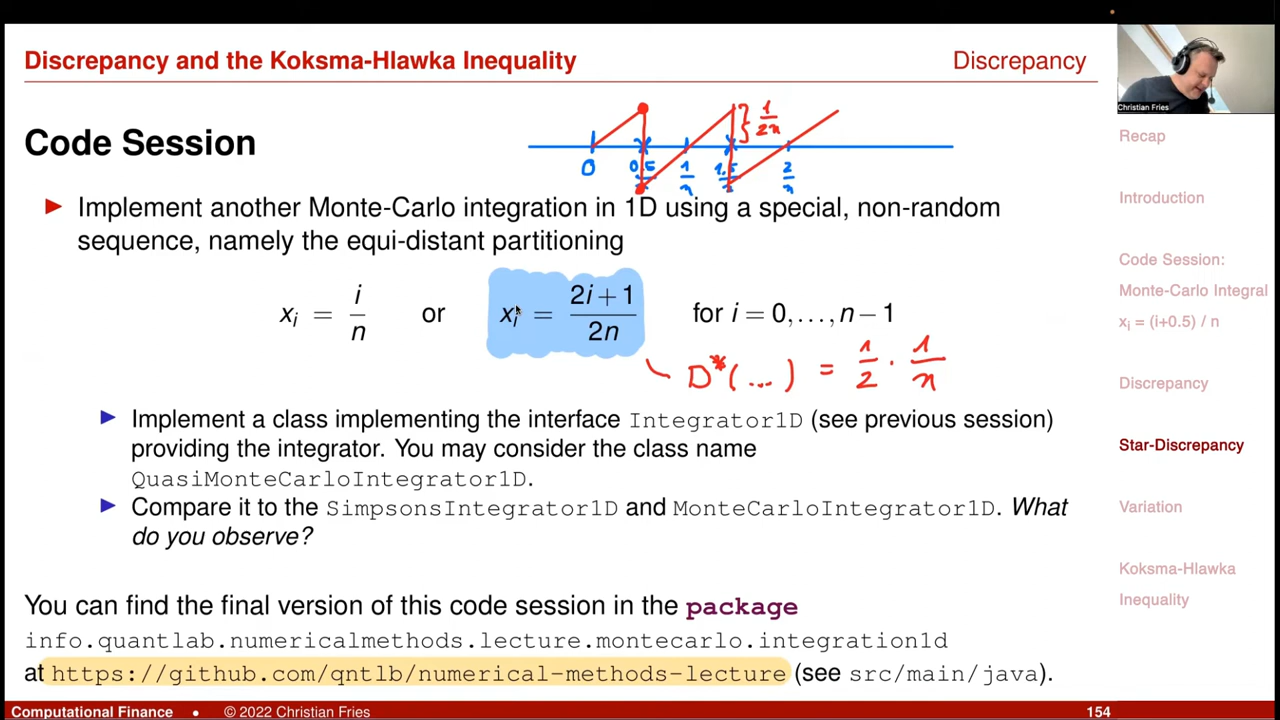 Discrepancy and the Koksma-Hlawka Inequality
Discrepancy
Christian Fries
Code Session
0
0.5
n
1
n
1.5
n
2
n
} 1
2n
▶ Implement another Monte-Carlo integration in 1D using a special, non-random
sequence, namely the equi-distant partitioning
xᵢ = i/n or xᵢ = (2i+1)/(2n) for i = 0,…,n−1
D*(...) = 1/2 · 1/n
▶ Implement a class implementing the interface Integrator1D (see previous session)
providing the integrator. You may consider the class name
QuasiMonteCarloIntegrator1D.
▶ Compare it to the SimpsonsIntegrator1D and MonteCarloIntegrator1D. What
do you observe?
You can find the final version of this code session in the package
info.quantlab.numericalmethods.lecture.montecarlo.integration1d
at https://github.com/qntlb/numerical-methods-lecture (see src/main/java).
Recap
Introduction
Code Session:
Monte-Carlo Integral
xᵢ = (i+0.5) / n
Discrepancy
Star-Discrepancy
Variation
Koksma-Hlawka
Inequality
Computational Finance • © 2022 Christian Fries
154